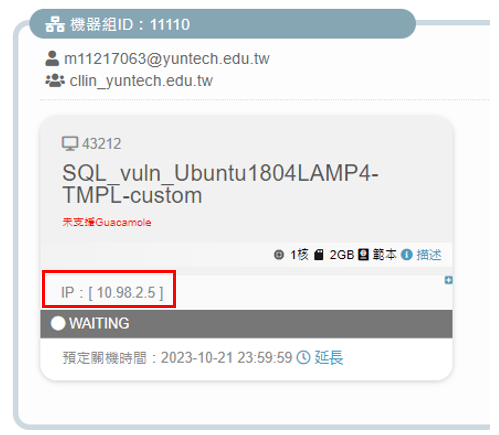 機器組ID：11110
m11217063@yuntech.edu.tw
cllin_yuntech.edu.tw
43212
SQL_vuln_Ubuntu1804LAMP4-
TMPL-custom
未支援Guacamole
1核 2GB 範本 描述
IP：[ 10.98.2.5 ]
WAITING
預定關機時間：2023-10-21 23:59:59 延長